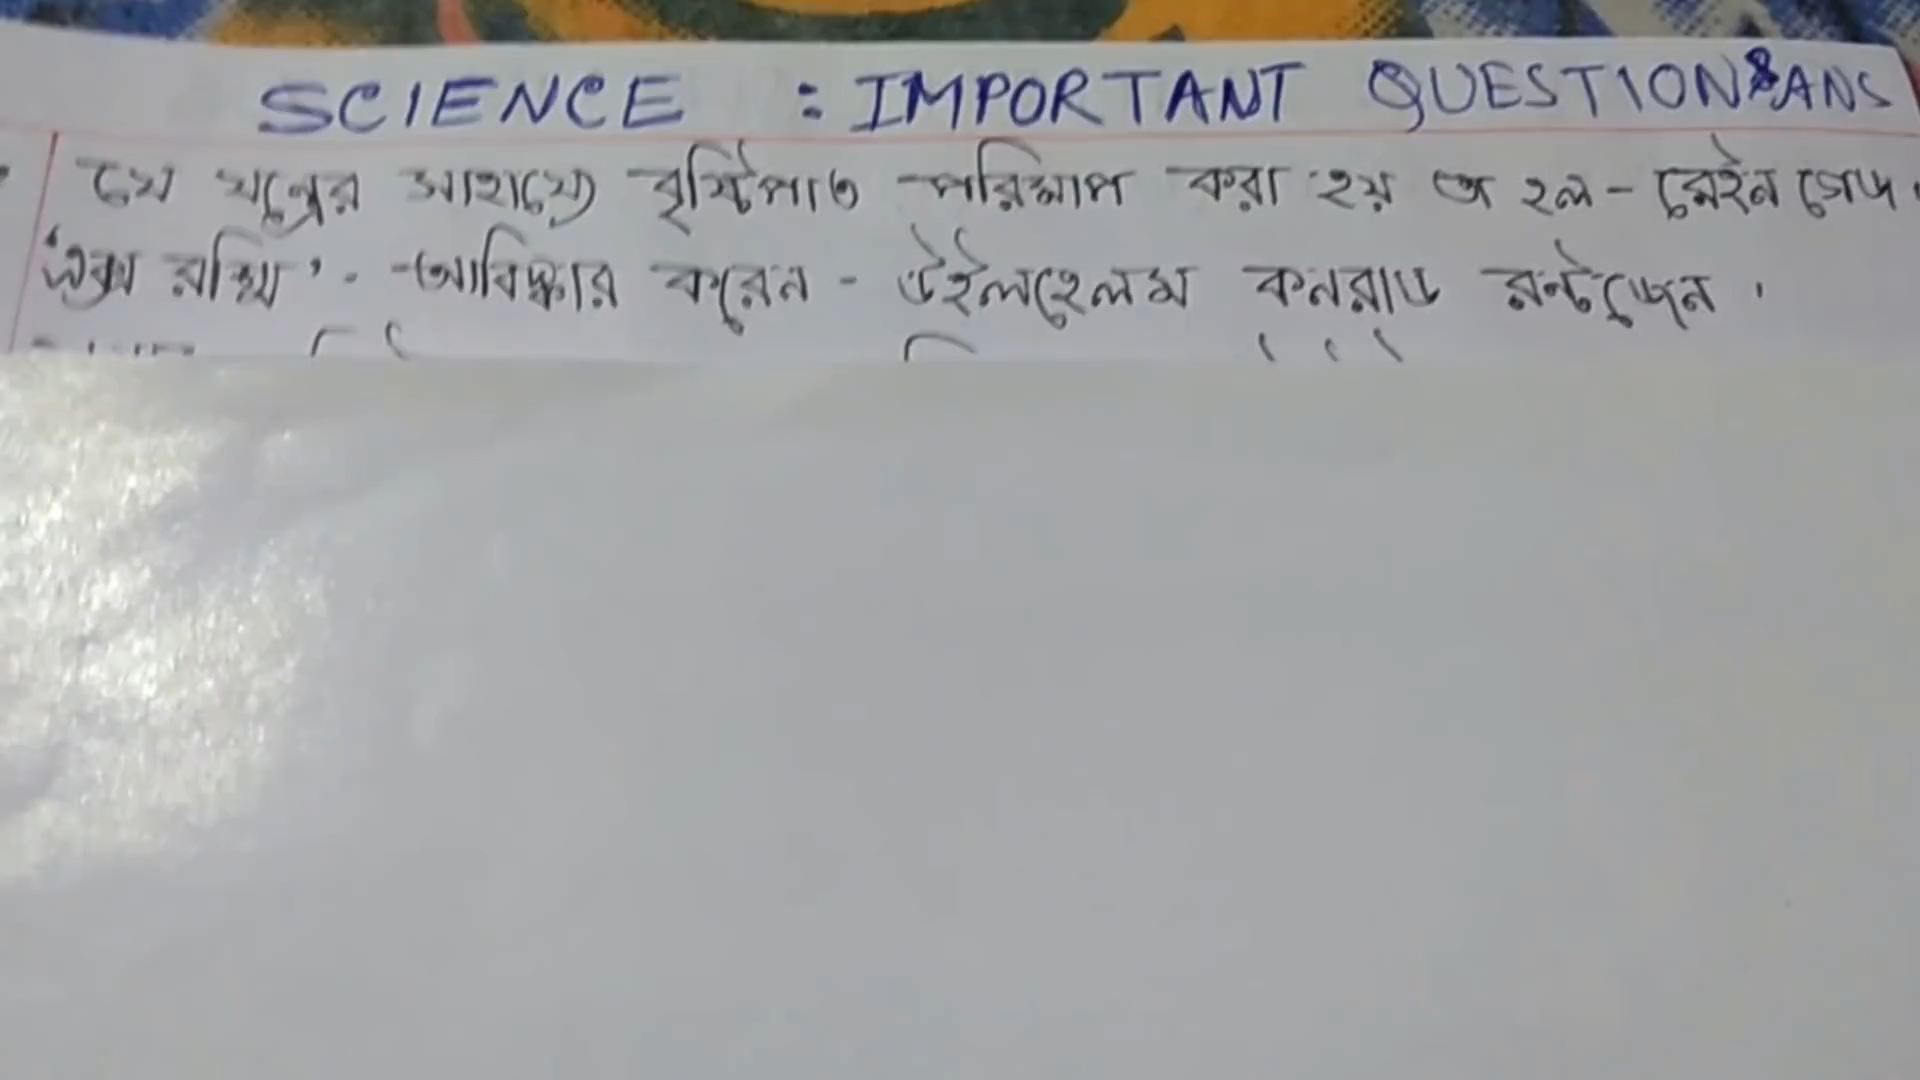 SCIENCE : IMPORTANT QUESTION & ANS
যে যন্ত্রের সাহায্যে বৃষ্টিপাত পরিমাপ করা হয় তা হল - রেইন গেজ।
'এক্স রশ্মি' - আবিষ্কার করেন - উইলহেলম কনরাড রন্টজেন।